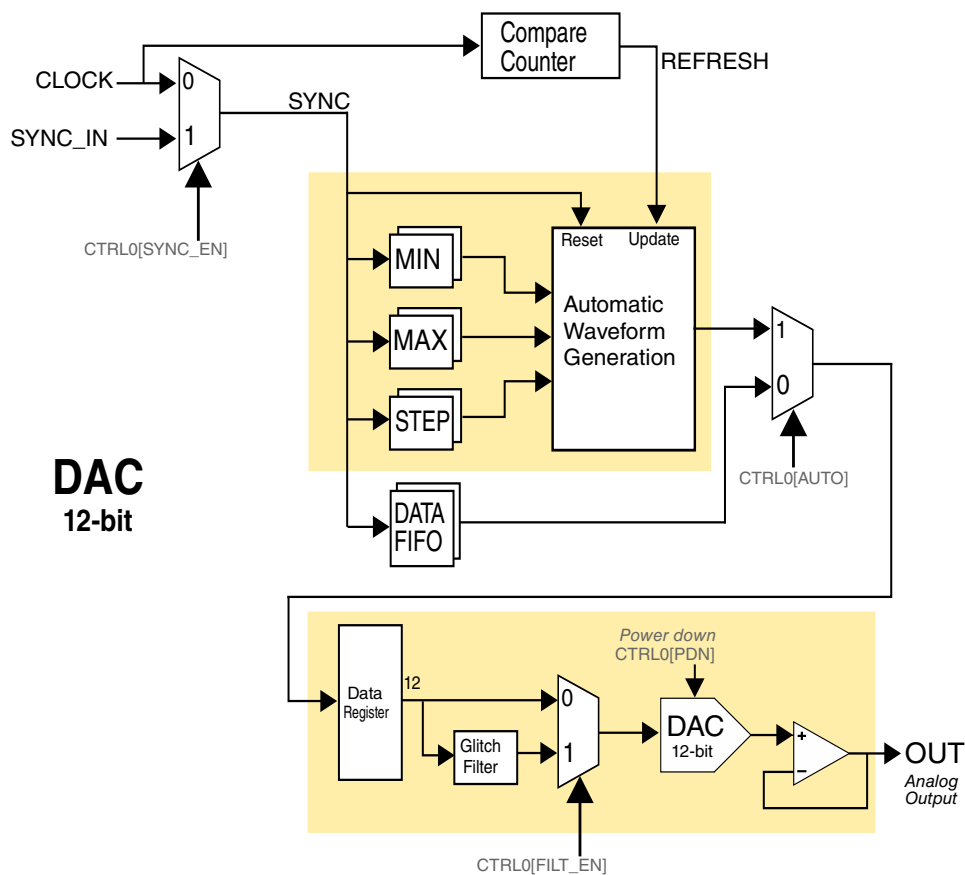 Compare
Counter
REFRESH
CLOCK
0
SYNC
SYNC_IN
1
CTRL0[SYNC_EN]
Reset
Update
MIN
Automatic
Waveform
Generation
MAX
1
0
STEP
CTRL0[AUTO]
DAC
12-bit
DATA
FIFO
Power down
CTRL0[PDN]
Data
Register
12
0
Glitch
Filter
1
DAC
12-bit
+
−
OUT
Analog
Output
CTRL0[FILT_EN]